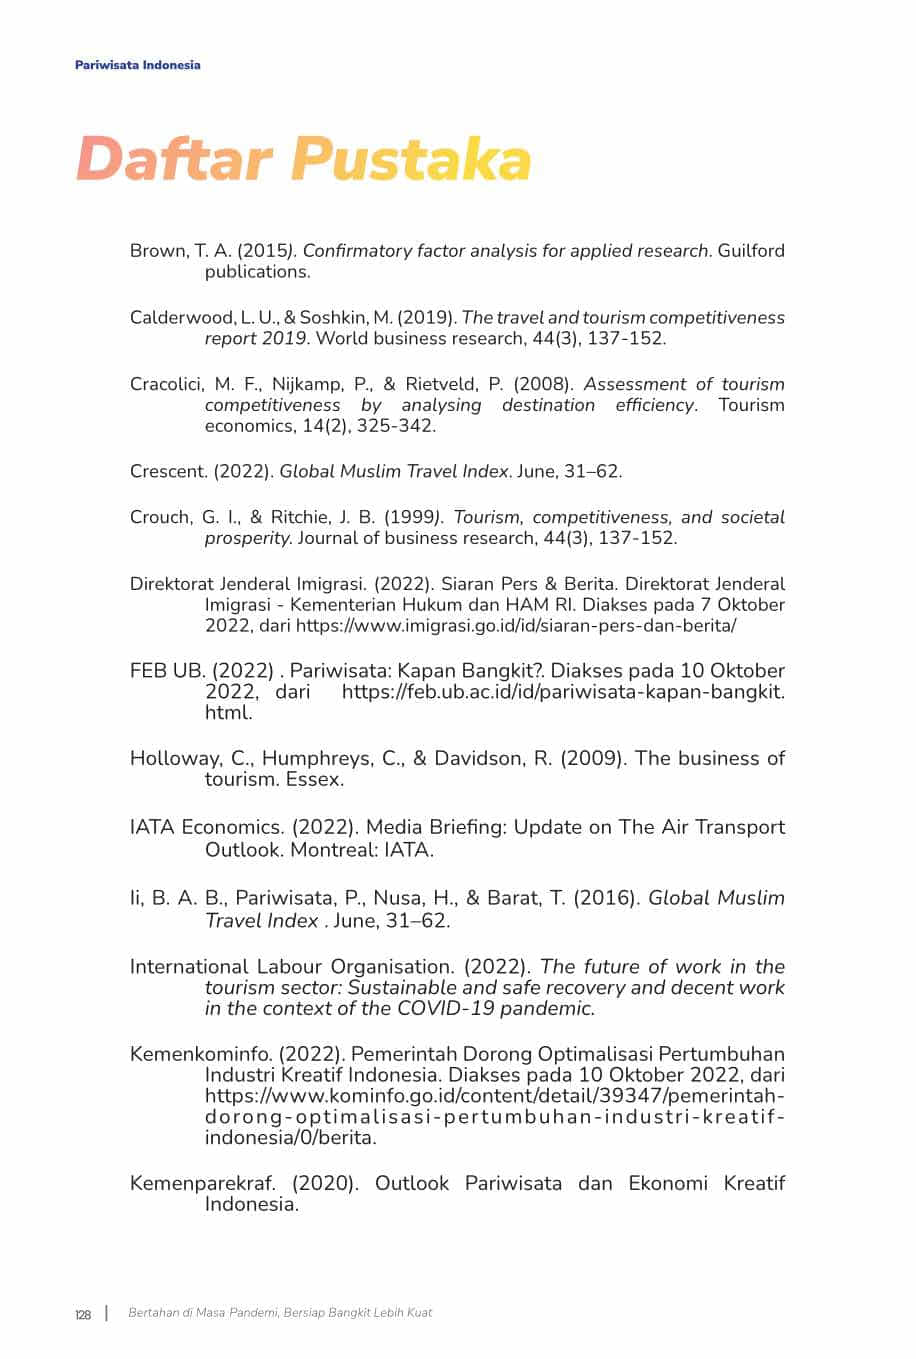 Pariwisata Indonesia
Daftar Pustaka
Brown, T. A. (2015). Confirmatory factor analysis for applied research. Guilford
publications.
Calderwood, L. U., & Soshkin, M. (2019). The travel and tourism competitiveness
report 2019. World business research, 44(3), 137-152.
Cracolici, M. F., Nijkamp, P., & Rietveld, P. (2008). Assessment of tourism
competitiveness by analysing destination efficiency. Tourism
economics, 14(2), 325-342.
Crescent. (2022). Global Muslim Travel Index. June, 31–62.
Crouch, G. I., & Ritchie, J. B. (1999). Tourism, competitiveness, and societal
prosperity. Journal of business research, 44(3), 137-152.
Direktorat Jenderal Imigrasi. (2022). Siaran Pers & Berita. Direktorat Jenderal
Imigrasi - Kementerian Hukum dan HAM RI. Diakses pada 7 Oktober
2022, dari https://www.imigrasi.go.id/id/siaran-pers-dan-berita/
FEB UB. (2022) . Pariwisata: Kapan Bangkit?. Diakses pada 10 Oktober
2022, dari https://feb.ub.ac.id/id/pariwisata-kapan-bangkit.
html.
Holloway, C., Humphreys, C., & Davidson, R. (2009). The business of
tourism. Essex.
IATA Economics. (2022). Media Briefing: Update on The Air Transport
Outlook. Montreal: IATA.
Ii, B. A. B., Pariwisata, P., Nusa, H., & Barat, T. (2016). Global Muslim
Travel Index . June, 31–62.
International Labour Organisation. (2022). The future of work in the
tourism sector: Sustainable and safe recovery and decent work
in the context of the COVID-19 pandemic.
Kemenkominfo. (2022). Pemerintah Dorong Optimalisasi Pertumbuhan
Industri Kreatif Indonesia. Diakses pada 10 Oktober 2022, dari
https://www.kominfo.go.id/content/detail/39347/pemerintah-
dorong-optimalisasi-pertumbuhan-industri-kreatif-
indonesia/0/berita.
Kemenparekraf. (2020). Outlook Pariwisata dan Ekonomi Kreatif
Indonesia.
128 | Bertahan di Masa Pandemi, Bersiap Bangkit Lebih Kuat